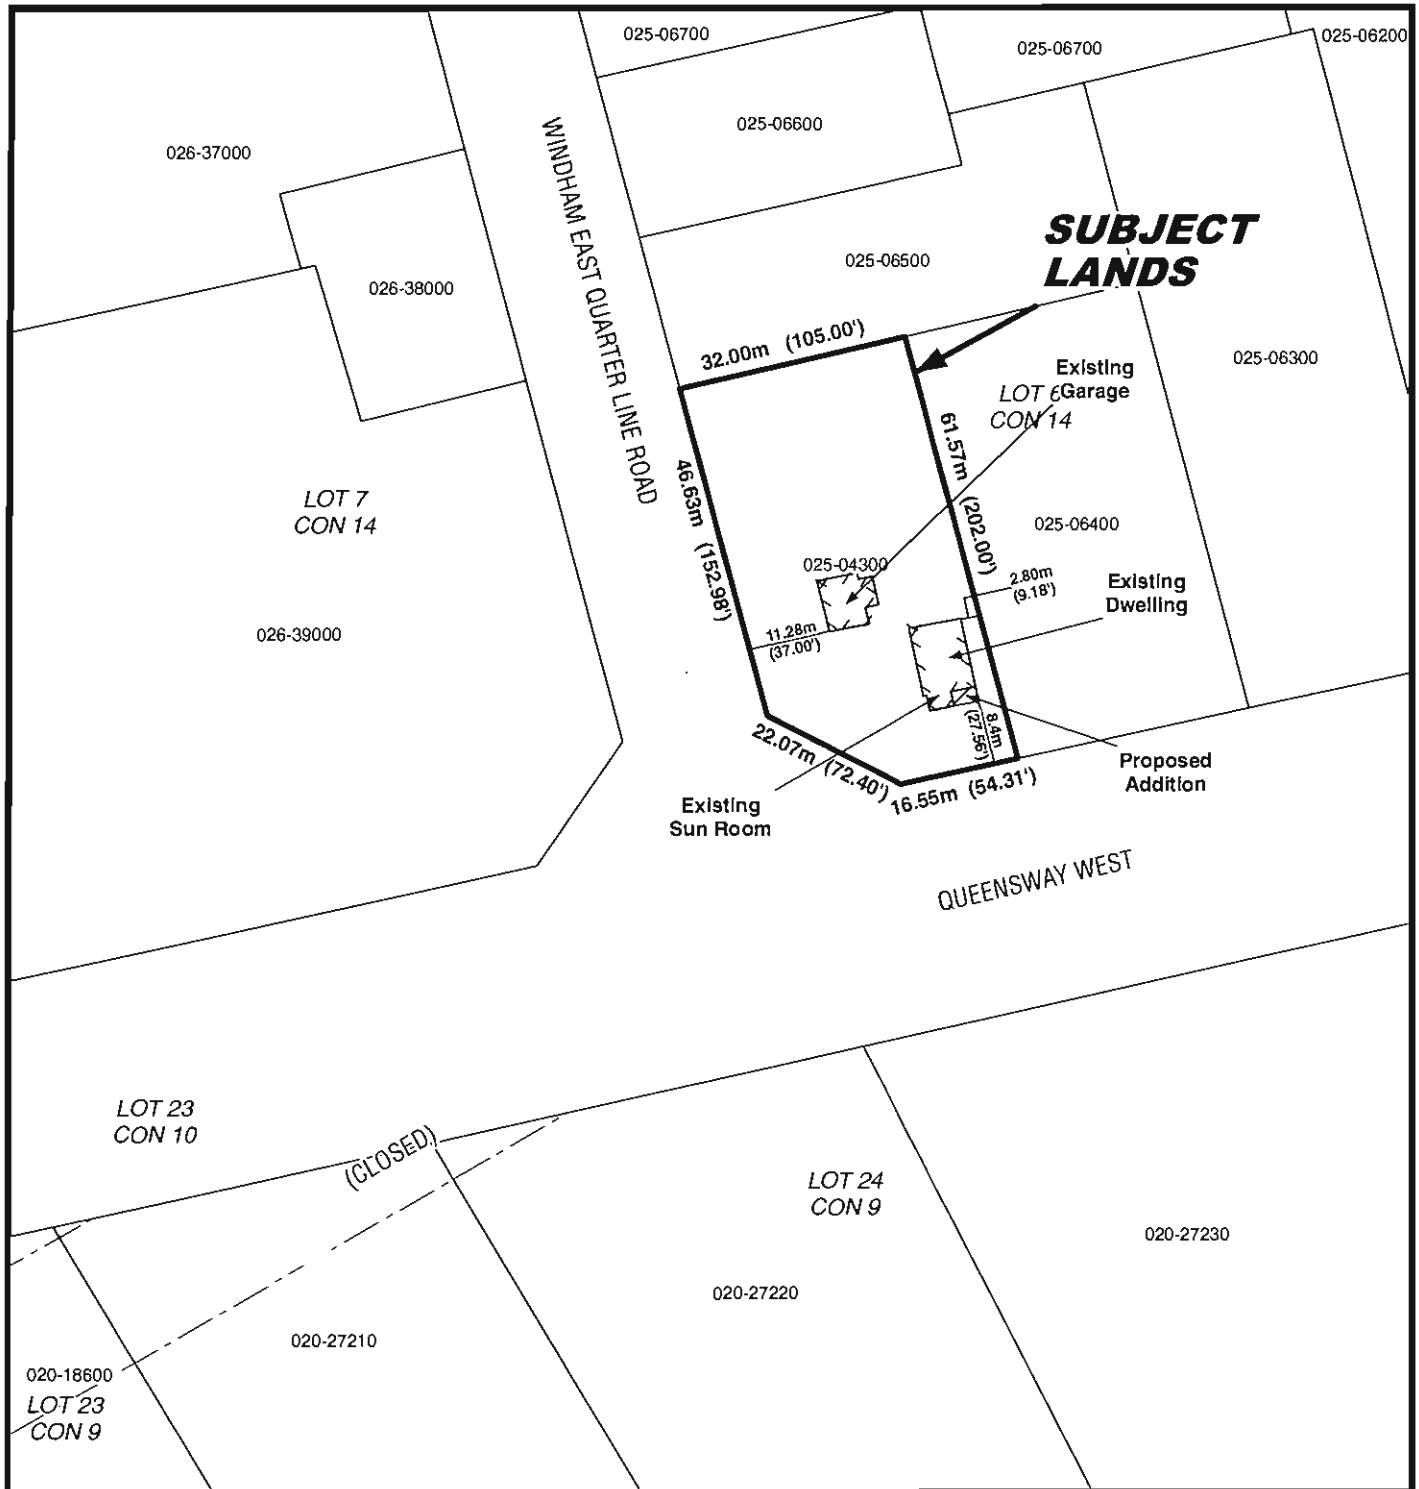 025-06700
025-06700
025-06200
025-06600
026-37000
WINDHAM EAST QUARTER LINE ROAD
SUBJECT
LANDS
025-06500
026-38000
32.00m (105.00')
025-06300
Existing
Garage
LOT 6
CON 14
61.57m (202.00')
46.63m (152.98')
LOT 7
CON 14
025-06400
025-04300
2.80m
(9.18')
Existing
Dwelling
026-39000
11.28m
(37.00')
8.4m
(27.56')
22.07m (72.40')
16.55m (54.31')
Proposed
Addition
Existing
Sun Room
QUEENSWAY WEST
LOT 23
CON 10
(CLOSED)
LOT 24
CON 9
020-27230
020-27220
020-27210
020-18600
LOT 23
CON 9